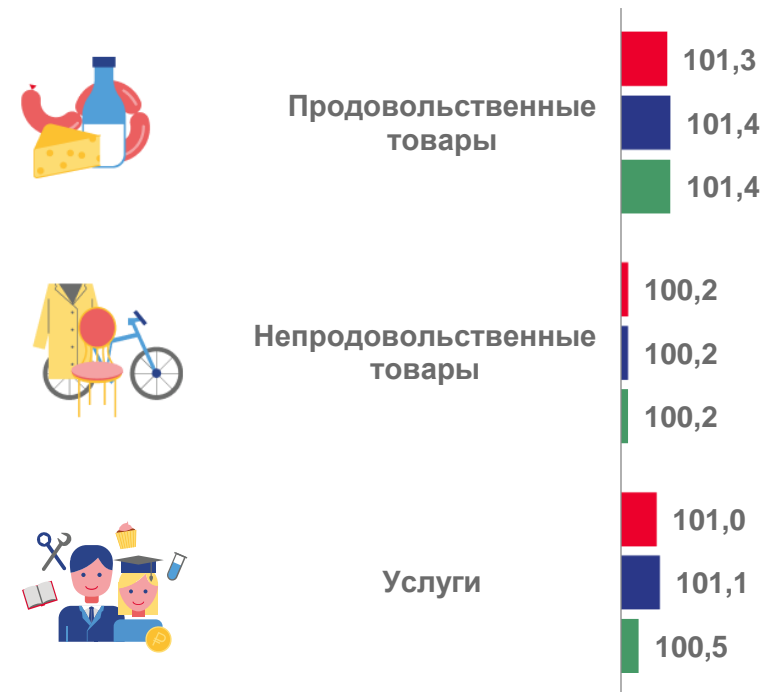 101,3
Продовольственные
товары
101,4
101,4
100,2
Непродовольственные
товары
100,2
100,2
101,0
Услуги
101,1
100,5